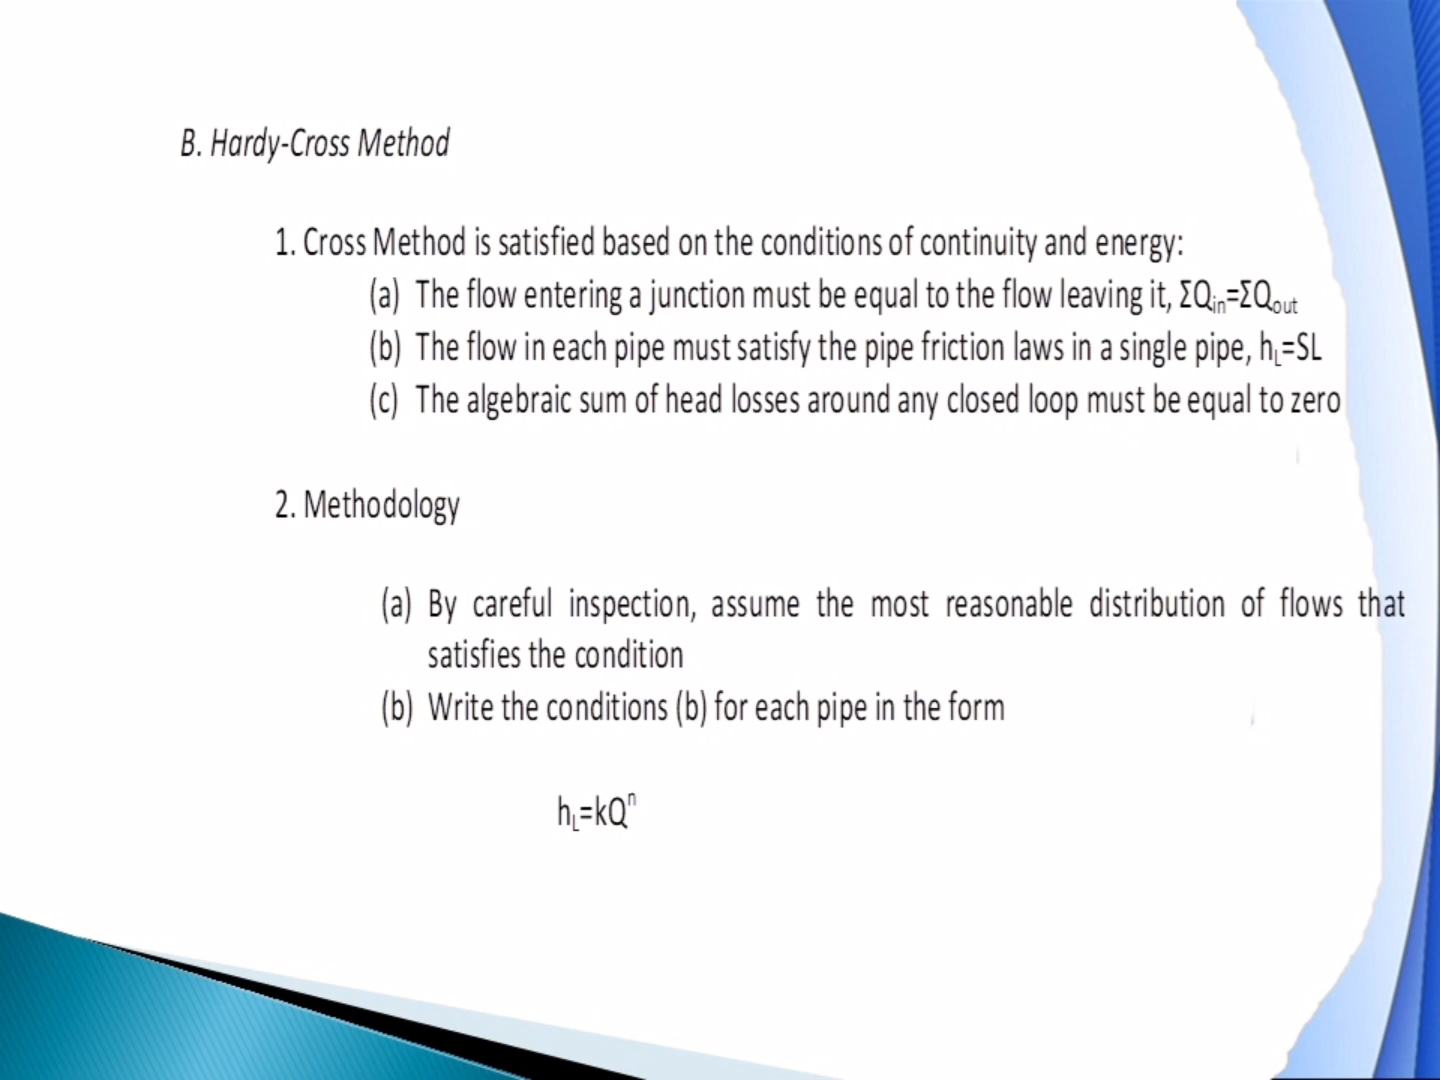 B. Hardy-Cross Method
1. Cross Method is satisfied based on the conditions of continuity and energy:
(a) The flow entering a junction must be equal to the flow leaving it, ΣQin=ΣQout
(b) The flow in each pipe must satisfy the pipe friction laws in a single pipe, hL=SL
(c) The algebraic sum of head losses around any closed loop must be equal to zero
2. Methodology
(a) By careful inspection, assume the most reasonable distribution of flows that
satisfies the condition
(b) Write the conditions (b) for each pipe in the form
hL=kQⁿ